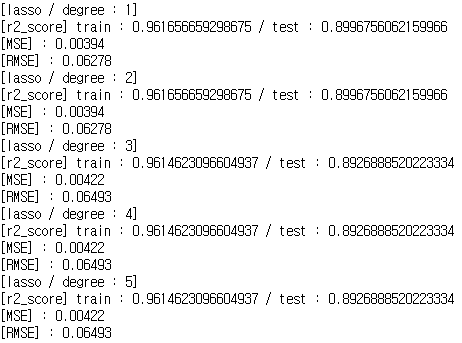 [lasso / degree : 1]
[r2_score] train : 0.961656659298675 / test : 0.8996756062159966
[MSE] : 0.00394
[RMSE] : 0.06278
[lasso / degree : 2]
[r2_score] train : 0.961656659298675 / test : 0.8996756062159966
[MSE] : 0.00394
[RMSE] : 0.06278
[lasso / degree : 3]
[r2_score] train : 0.9614623096604937 / test : 0.8926888520223334
[MSE] : 0.00422
[RMSE] : 0.06493
[lasso / degree : 4]
[r2_score] train : 0.9614623096604937 / test : 0.8926888520223334
[MSE] : 0.00422
[RMSE] : 0.06493
[lasso / degree : 5]
[r2_score] train : 0.9614623096604937 / test : 0.8926888520223334
[MSE] : 0.00422
[RMSE] : 0.06493